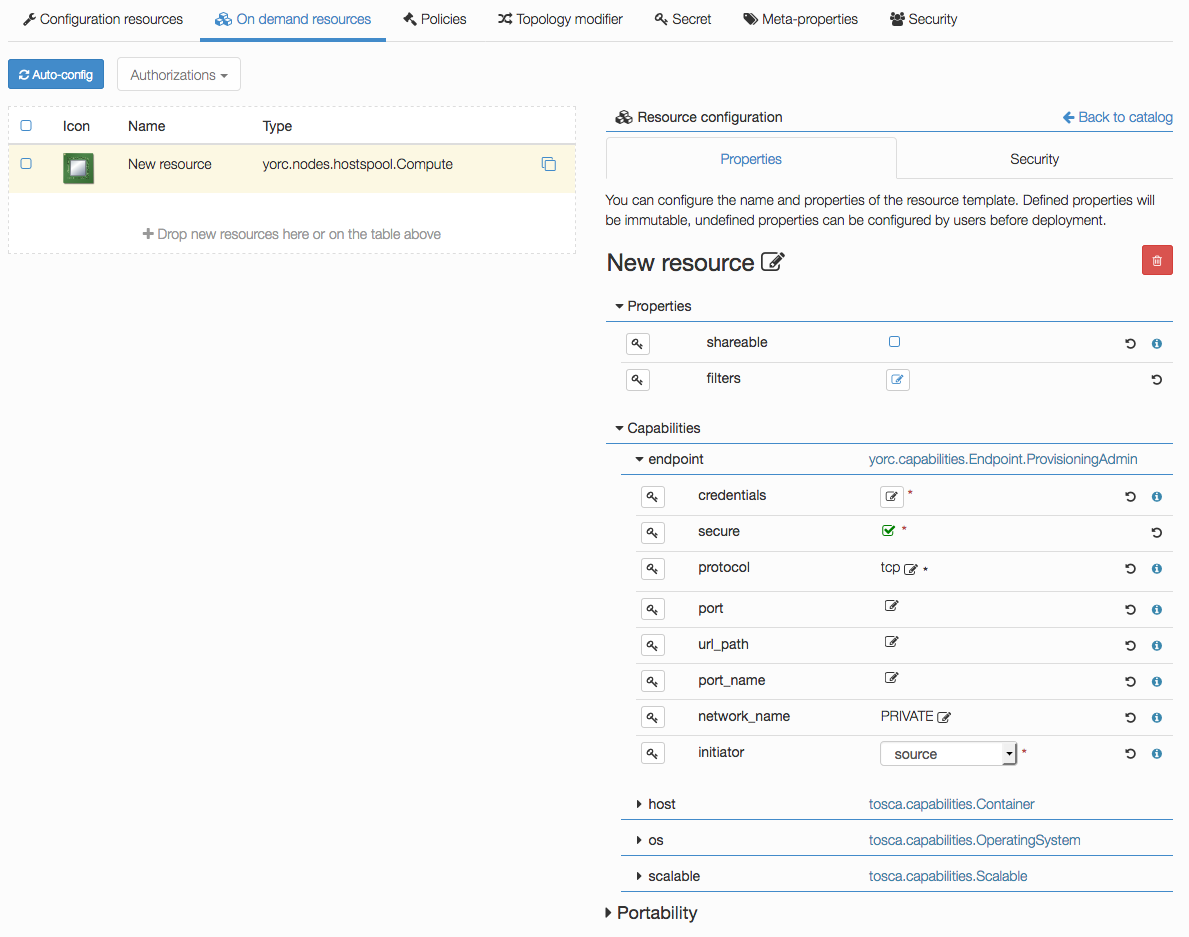 Configuration resources On demand resources Policies Topology modifier Secret Meta-properties Security
Auto-config Authorizations
Icon Name Type
New resource yorc.nodes.hostspool.Compute
Drop new resources here or on the table above
Resource configuration Back to catalog
Properties Security
You can configure the name and properties of the resource template. Defined properties will
be immutable, undefined properties can be configured by users before deployment.
New resource
Properties
shareable
filters
Capabilities
endpoint yorc.capabilities.Endpoint.ProvisioningAdmin
credentials *
secure *
protocol tcp *
port
url_path
port_name
network_name PRIVATE
initiator source *
host tosca.capabilities.Container
os tosca.capabilities.OperatingSystem
scalable tosca.capabilities.Scalable
Portability